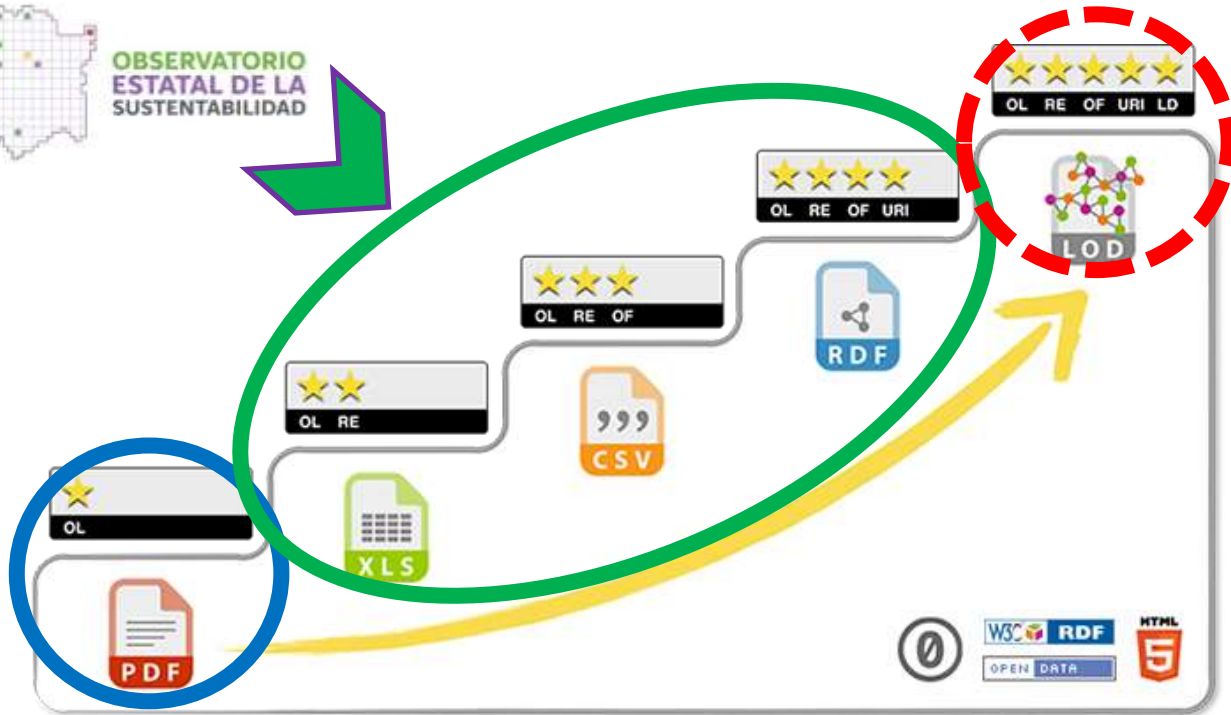 OBSERVATORIO
ESTATAL DE LA
SUSTENTABILIDAD
OL RE OF URI LD
LOD
OL RE OF URI
RDF
OL RE OF
CSV
OL RE
XLS
OL
PDF
0
W3C RDF
OPEN DATA
HTML
5